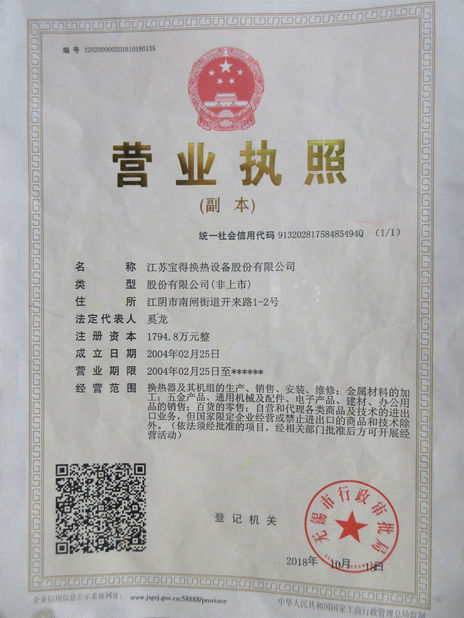 编 号 320200000201810180135
营业执照
(副 本)
统一社会信用代码 91320281758485494Q (1/1)
名 称 江苏宝得换热设备股份有限公司
类 型 股份有限公司(非上市)
住 所 江阴市南闸街道开来路1-2号
法定代表人 奚龙
注册资本 1794.8万元整
成立日期 2004年02月25日
营业期限 2004年02月25日至******
经营范围 换热器及其机组的生产、销售、安装、维修；金属材料的加
工；五金产品、通用机械及配件、电子产品、建材、办公用
品的销售；百货的零售；自营和代理各类商品及技术的进出
口业务，但国家限定企业经营或禁止进出口的商品和技术除
外。（依法须经批准的项目，经相关部门批准后方可开展经
营活动）
登记机关
无锡市行政审批局
2018年 10月 18日
企业信用信息公示系统网址： www.jsgsj.gov.cn:58888/province
中华人民共和国国家工商行政管理总局监制